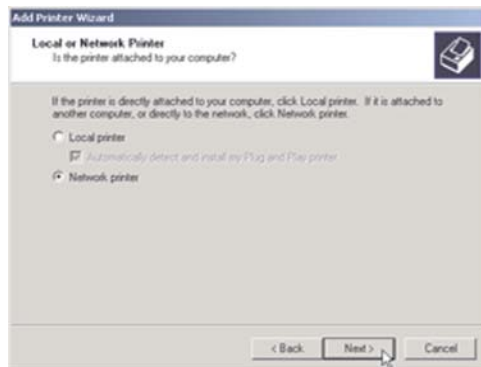 Add Printer Wizard
Local or Network Printer
Is the printer attached to your computer?
If the printer is directly attached to your computer, click Local printer. If it is attached to
another computer, or directly to the network, click Network printer.
Local printer
Automatically detect and install my Plug and Play printer
Network printer
< Back
Next >
Cancel